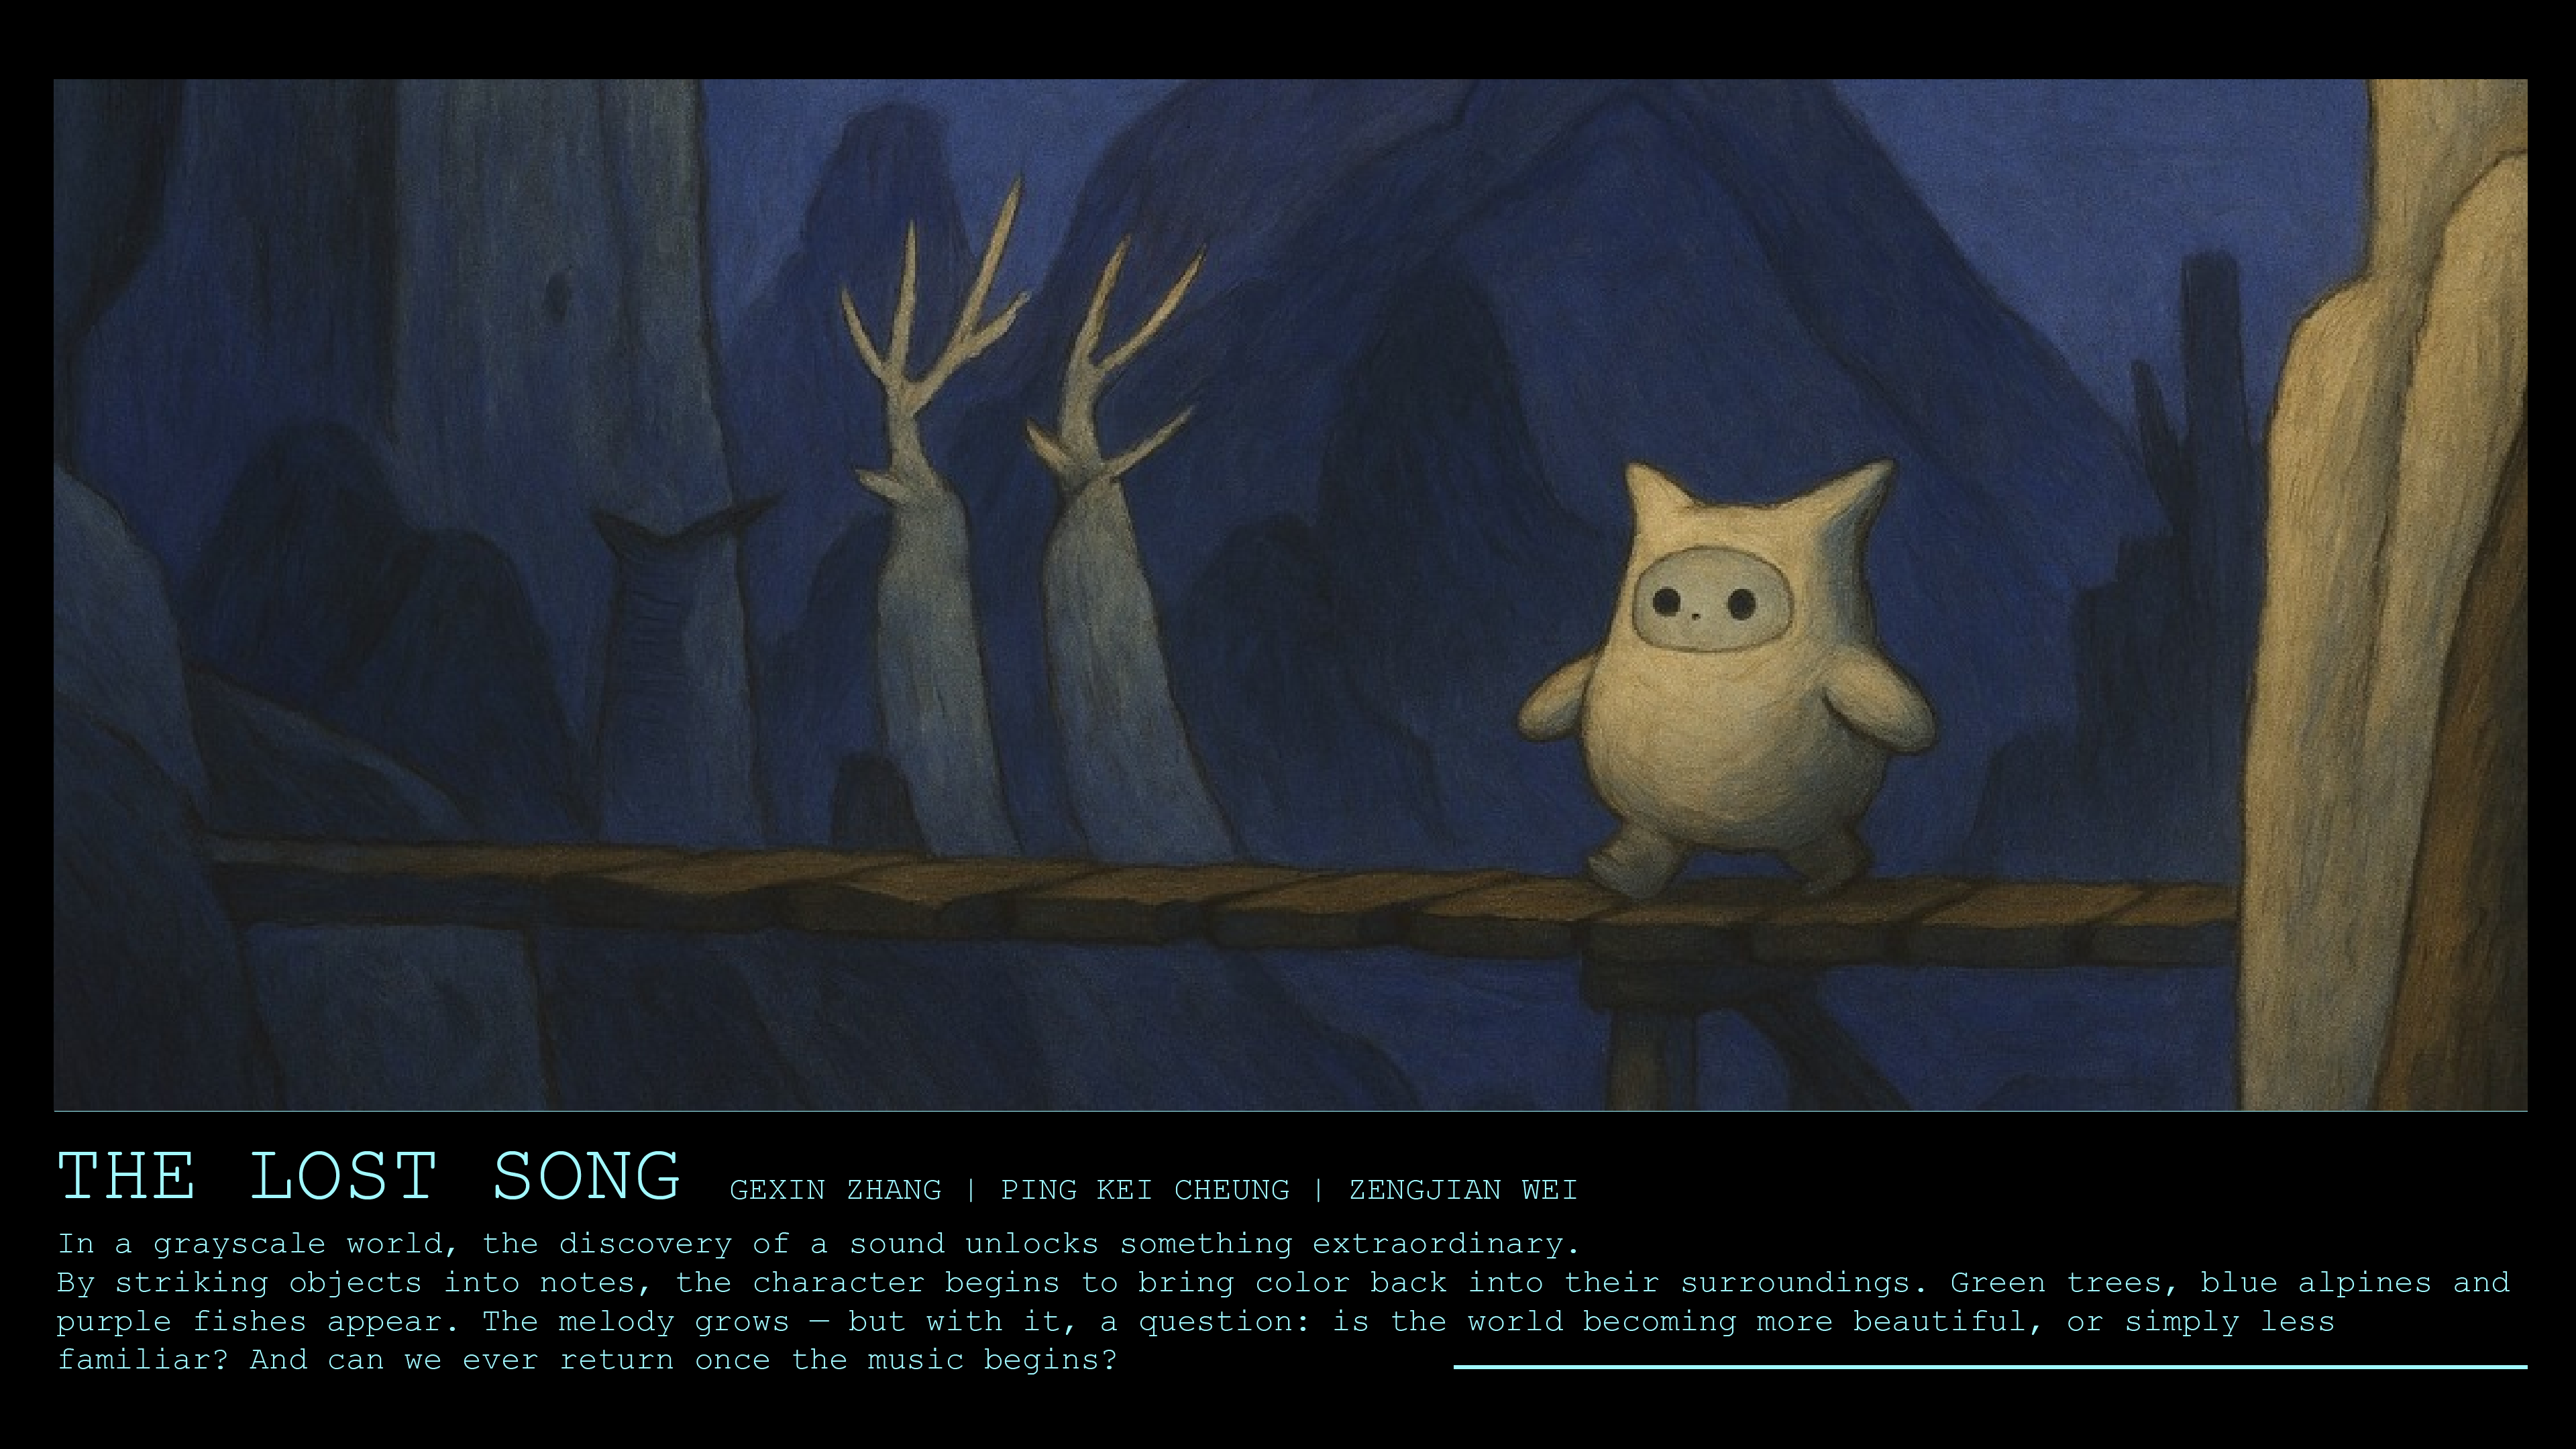 THE LOST SONG GEXIN ZHANG | PING KEI CHEUNG | ZENGJIAN WEI
In a grayscale world, the discovery of a sound unlocks something extraordinary.
By striking objects into notes, the character begins to bring color back into their surroundings. Green trees, blue alpines and
purple fishes appear. The melody grows — but with it, a question: is the world becoming more beautiful, or simply less
familiar? And can we ever return once the music begins?